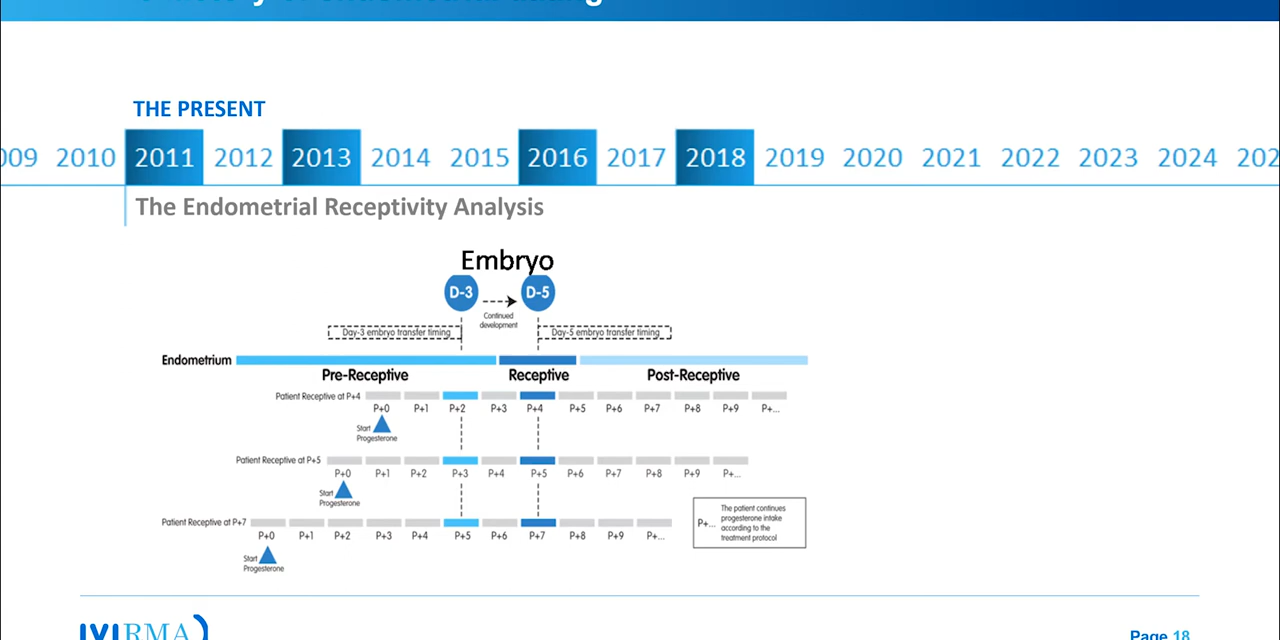 THE PRESENT
009 2010 2011 2012 2013 2014 2015 2016 2017 2018 2019 2020 2021 2022 2023 2024 202
The Endometrial Receptivity Analysis
Embryo
D-3 D-5
Continued
development
Day-3 embryo transfer timing Day-5 embryo transfer timing
Endometrium
Pre-Receptive Receptive Post-Receptive
Patient Receptive at P+4
P+0 P+1 P+2 P+3 P+4 P+5 P+6 P+7 P+8 P+9 P+...
Start
Progesterone
Patient Receptive at P+5
P+0 P+1 P+2 P+3 P+4 P+5 P+6 P+7 P+8 P+9 P+...
Start
Progesterone
Patient Receptive at P+7
P+0 P+1 P+2 P+3 P+4 P+5 P+6 P+7 P+8 P+9 P+...
Start
Progesterone
P+...
The patient continues
progesterone intake
according to the
treatment protocol
IVIRMA
Page 18